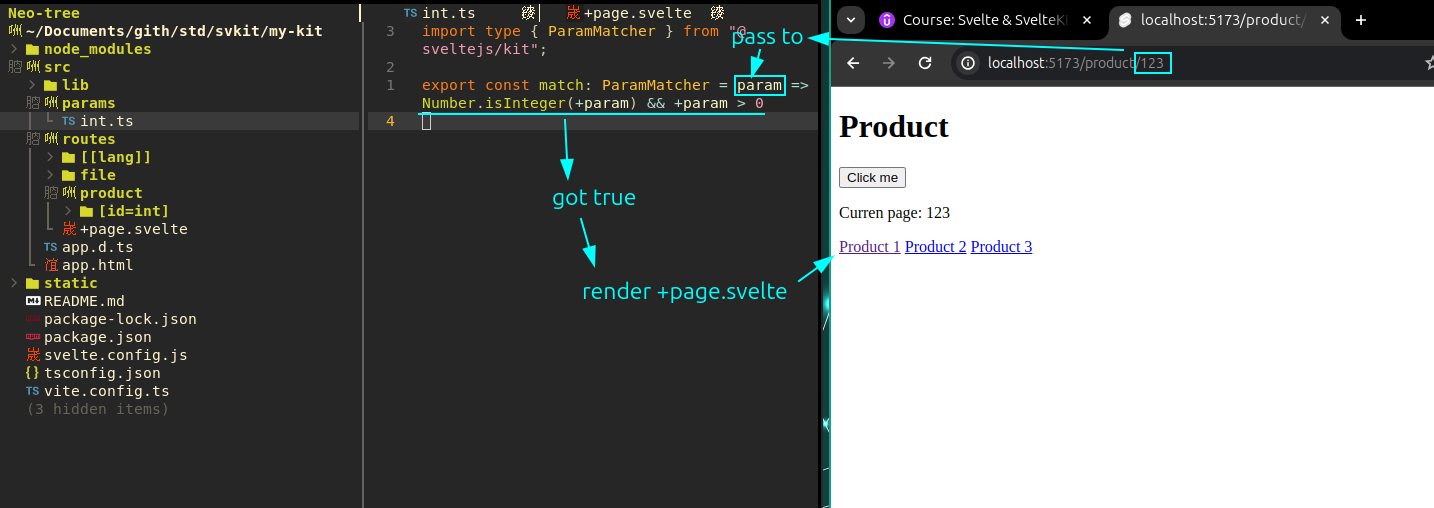 Neo-tree
~/Documents/gith/std/svkit/my-kit
node_modules
src
lib
params
TS int.ts
routes
[[lang]]
file
product
[id=int]
+page.svelte
TS app.d.ts
app.html
static
README.md
package-lock.json
package.json
svelte.config.js
{} tsconfig.json
TS vite.config.ts
(3 hidden items)
TS int.ts
+page.svelte
3 import type { ParamMatcher } from "@
sveltejs/kit";
2
1 export const match: ParamMatcher = param =>
Number.isInteger(+param) && +param > 0
4
pass to
got true
render +page.svelte
Course: Svelte & SvelteKi
localhost:5173/product/
localhost:5173/product/123
Product
Click me
Curren page: 123
Product 1 Product 2 Product 3